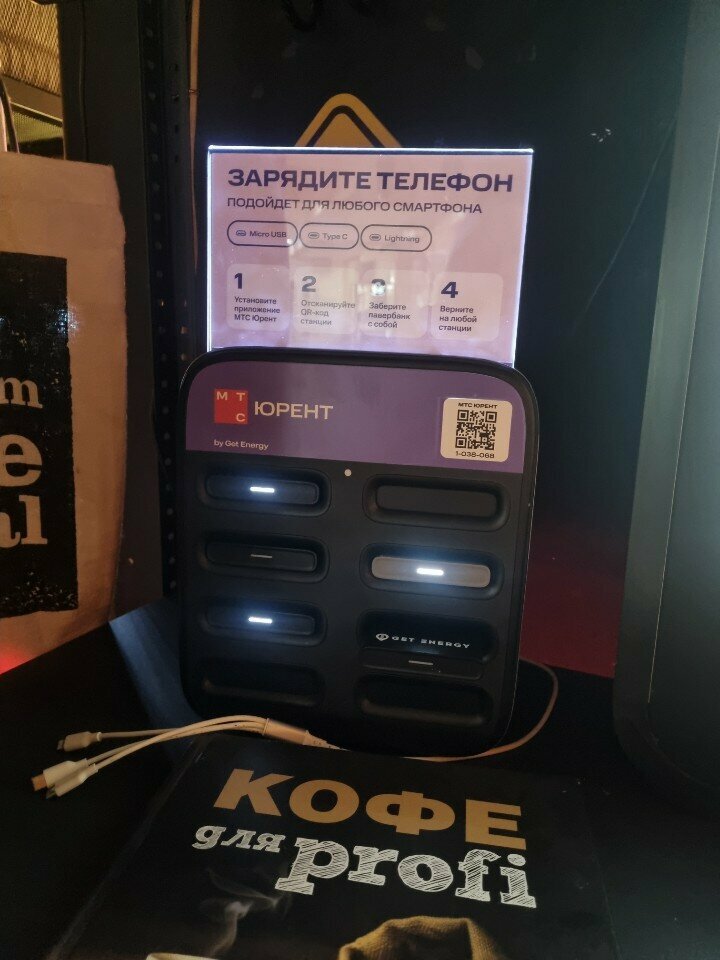 ЗАРЯДИТЕ ТЕЛЕФОН
ПОДОЙДЕТ ДЛЯ ЛЮБОГО СМАРТФОНА
Micro USB
Type C
Lightning
1
Установите
приложение
МТС Юрент
2
Отсканируйте
QR-код
станции
3
Заберите
павербанк
с собой
4
Верните
на любой
станции
МТС
ЮРЕНТ
by Get Energy
МТС ЮРЕНТ
1-038-068
GET ENERGY
m
e
al
КОФЕ
для profi